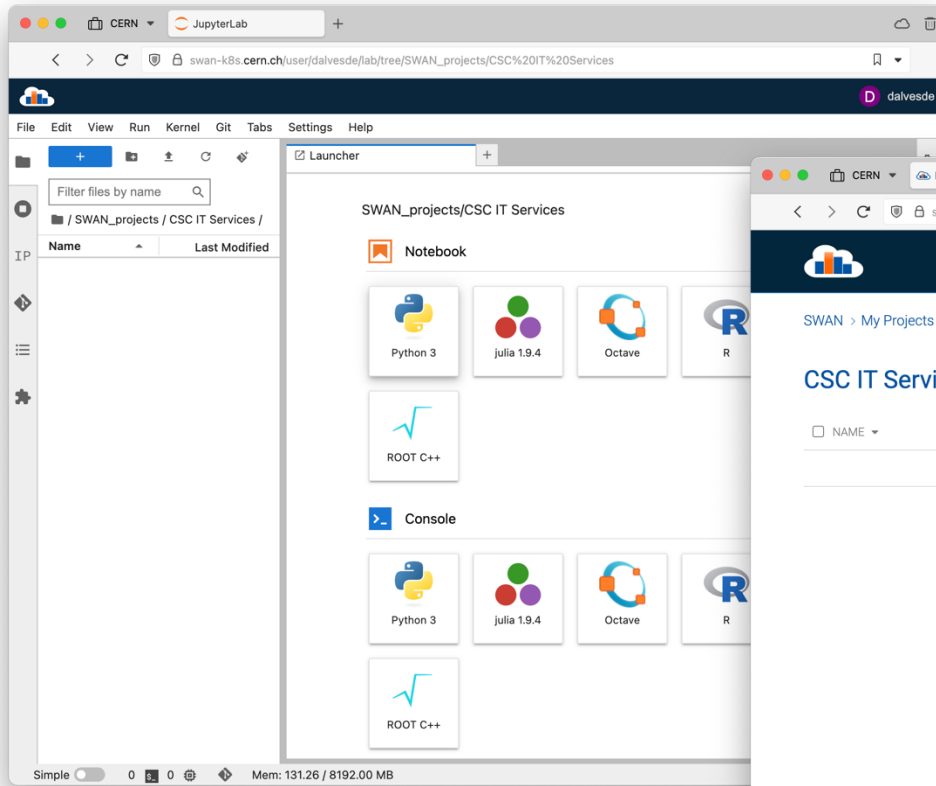 CERN
JupyterLab
swan-k8s.cern.ch/user/dalvesde/lab/tree/SWAN_projects/CSC%20IT%20Services
D dalvesde
File Edit View Run Kernel Git Tabs Settings Help
Launcher
Filter files by name
/ SWAN_projects / CSC IT Services /
Name Last Modified
IP
SWAN_projects/CSC IT Services
Notebook
Python 3
julia 1.9.4
Octave
R
ROOT C++
Console
Python 3
julia 1.9.4
Octave
R
ROOT C++
Simple 0 0 Mem: 131.26 / 8192.00 MB
CERN
SWAN > My Projects
CSC IT Servi
NAME